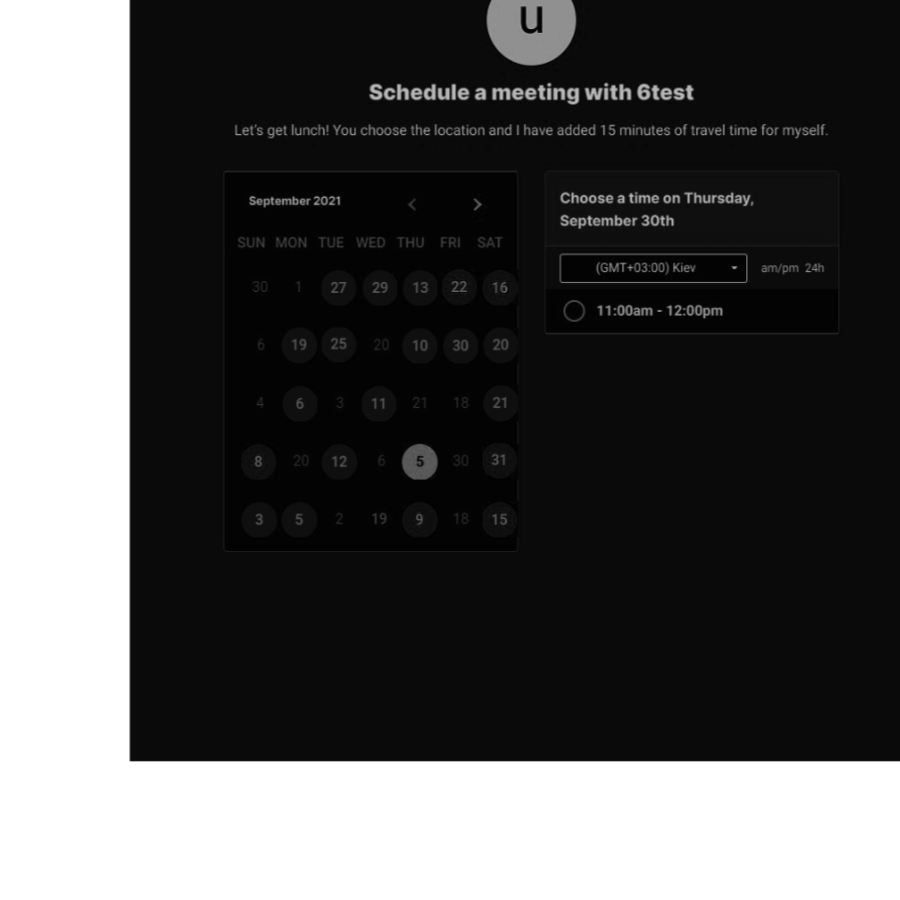 u
Schedule a meeting with 6test
Let's get lunch! You choose the location and I have added 15 minutes of travel time for myself.
September 2021
SUN MON TUE WED THU FRI SAT
30 1 27 29 13 22 16
6 19 25 20 10 30 20
4 6 3 11 21 18 21
8 20 12 6 5 30 31
3 5 2 19 9 18 15
Choose a time on Thursday,
September 30th
(GMT+03:00) Kiev am/pm 24h
11:00am - 12:00pm